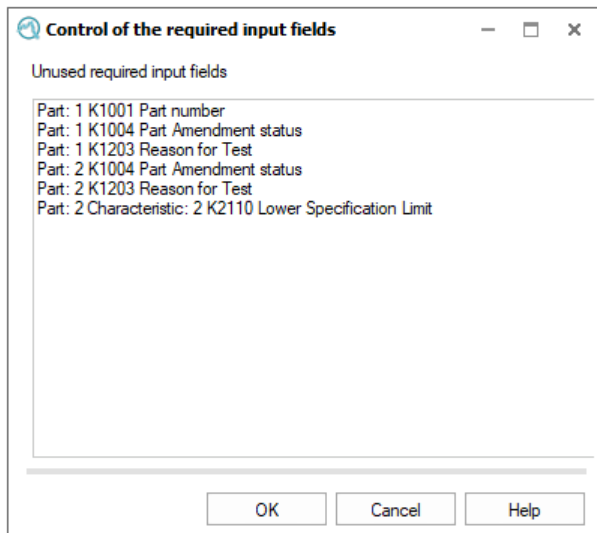 Control of the required input fields
Unused required input fields
Part: 1 K1001 Part number
Part: 1 K1004 Part Amendment status
Part: 1 K1203 Reason for Test
Part: 2 K1004 Part Amendment status
Part: 2 K1203 Reason for Test
Part: 2 Characteristic: 2 K2110 Lower Specification Limit
OK Cancel Help